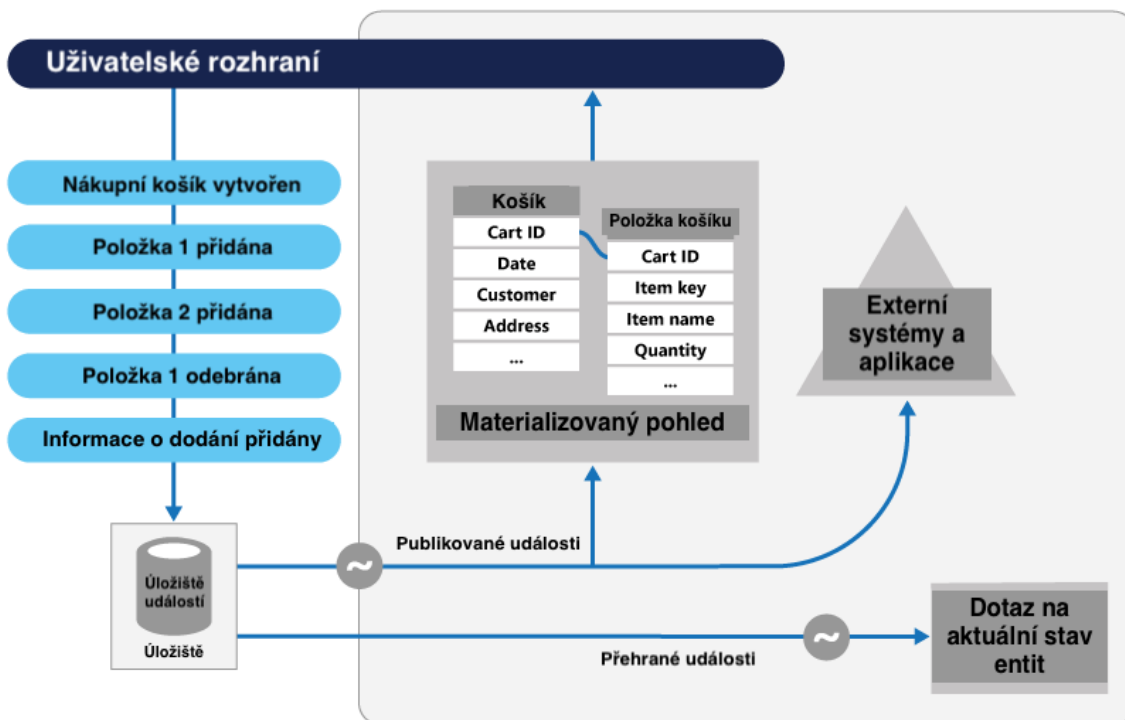 Uživatelské rozhraní
Nákupní košík vytvořen
Položka 1 přidána
Položka 2 přidána
Položka 1 odebrána
Informace o dodání přidány
Úložiště
událostí
Úložiště
Košík
Cart ID
Date
Customer
Address
...
Položka košíku
Cart ID
Item key
Item name
Quantity
...
Materializovaný pohled
Externí
systémy a
aplikace
Publikované události
~
Přehrané události
~
Dotaz na
aktuální stav
entit